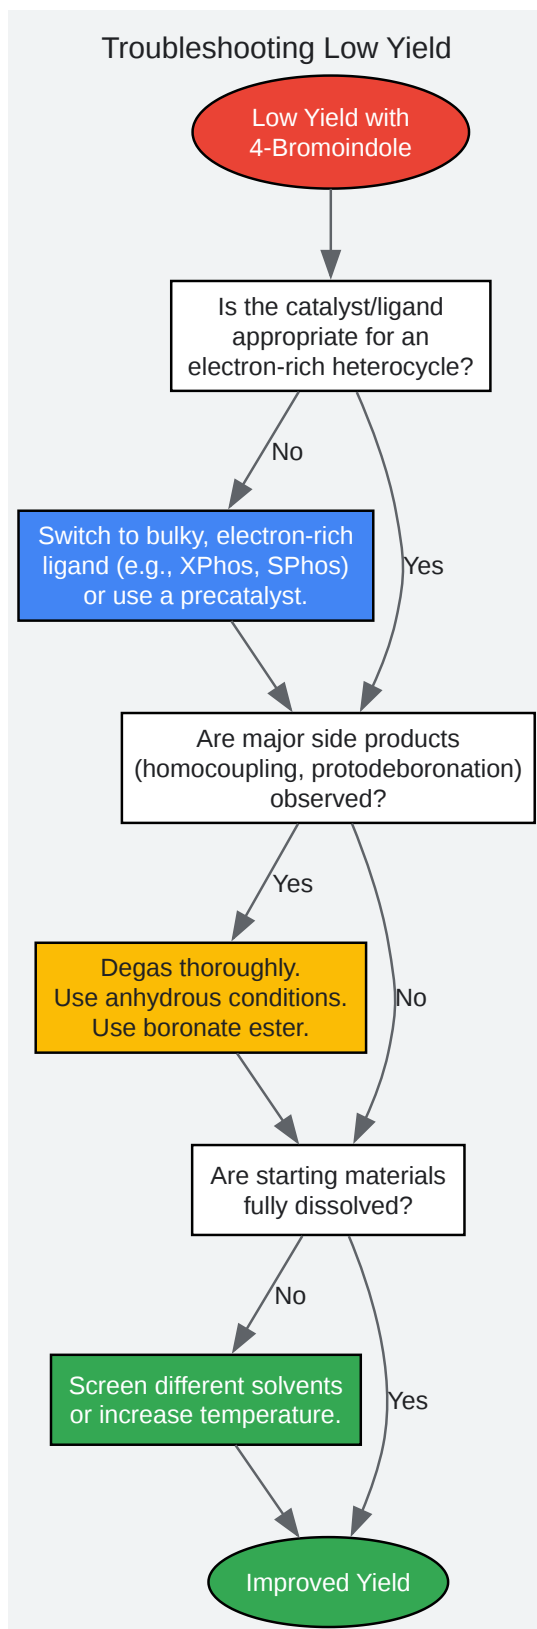 Troubleshooting Low Yield
Low Yield with
4-Bromoindole
Is the catalyst/ligand
appropriate for an
electron-rich heterocycle?
No
Switch to bulky, electron-rich
ligand (e.g., XPhos, SPhos)
or use a precatalyst.
Yes
Are major side products
(homocoupling, protodeboronation)
observed?
Yes
Degas thoroughly.
Use anhydrous conditions.
Use boronate ester.
No
Are starting materials
fully dissolved?
No
Screen different solvents
or increase temperature.
Yes
Improved Yield